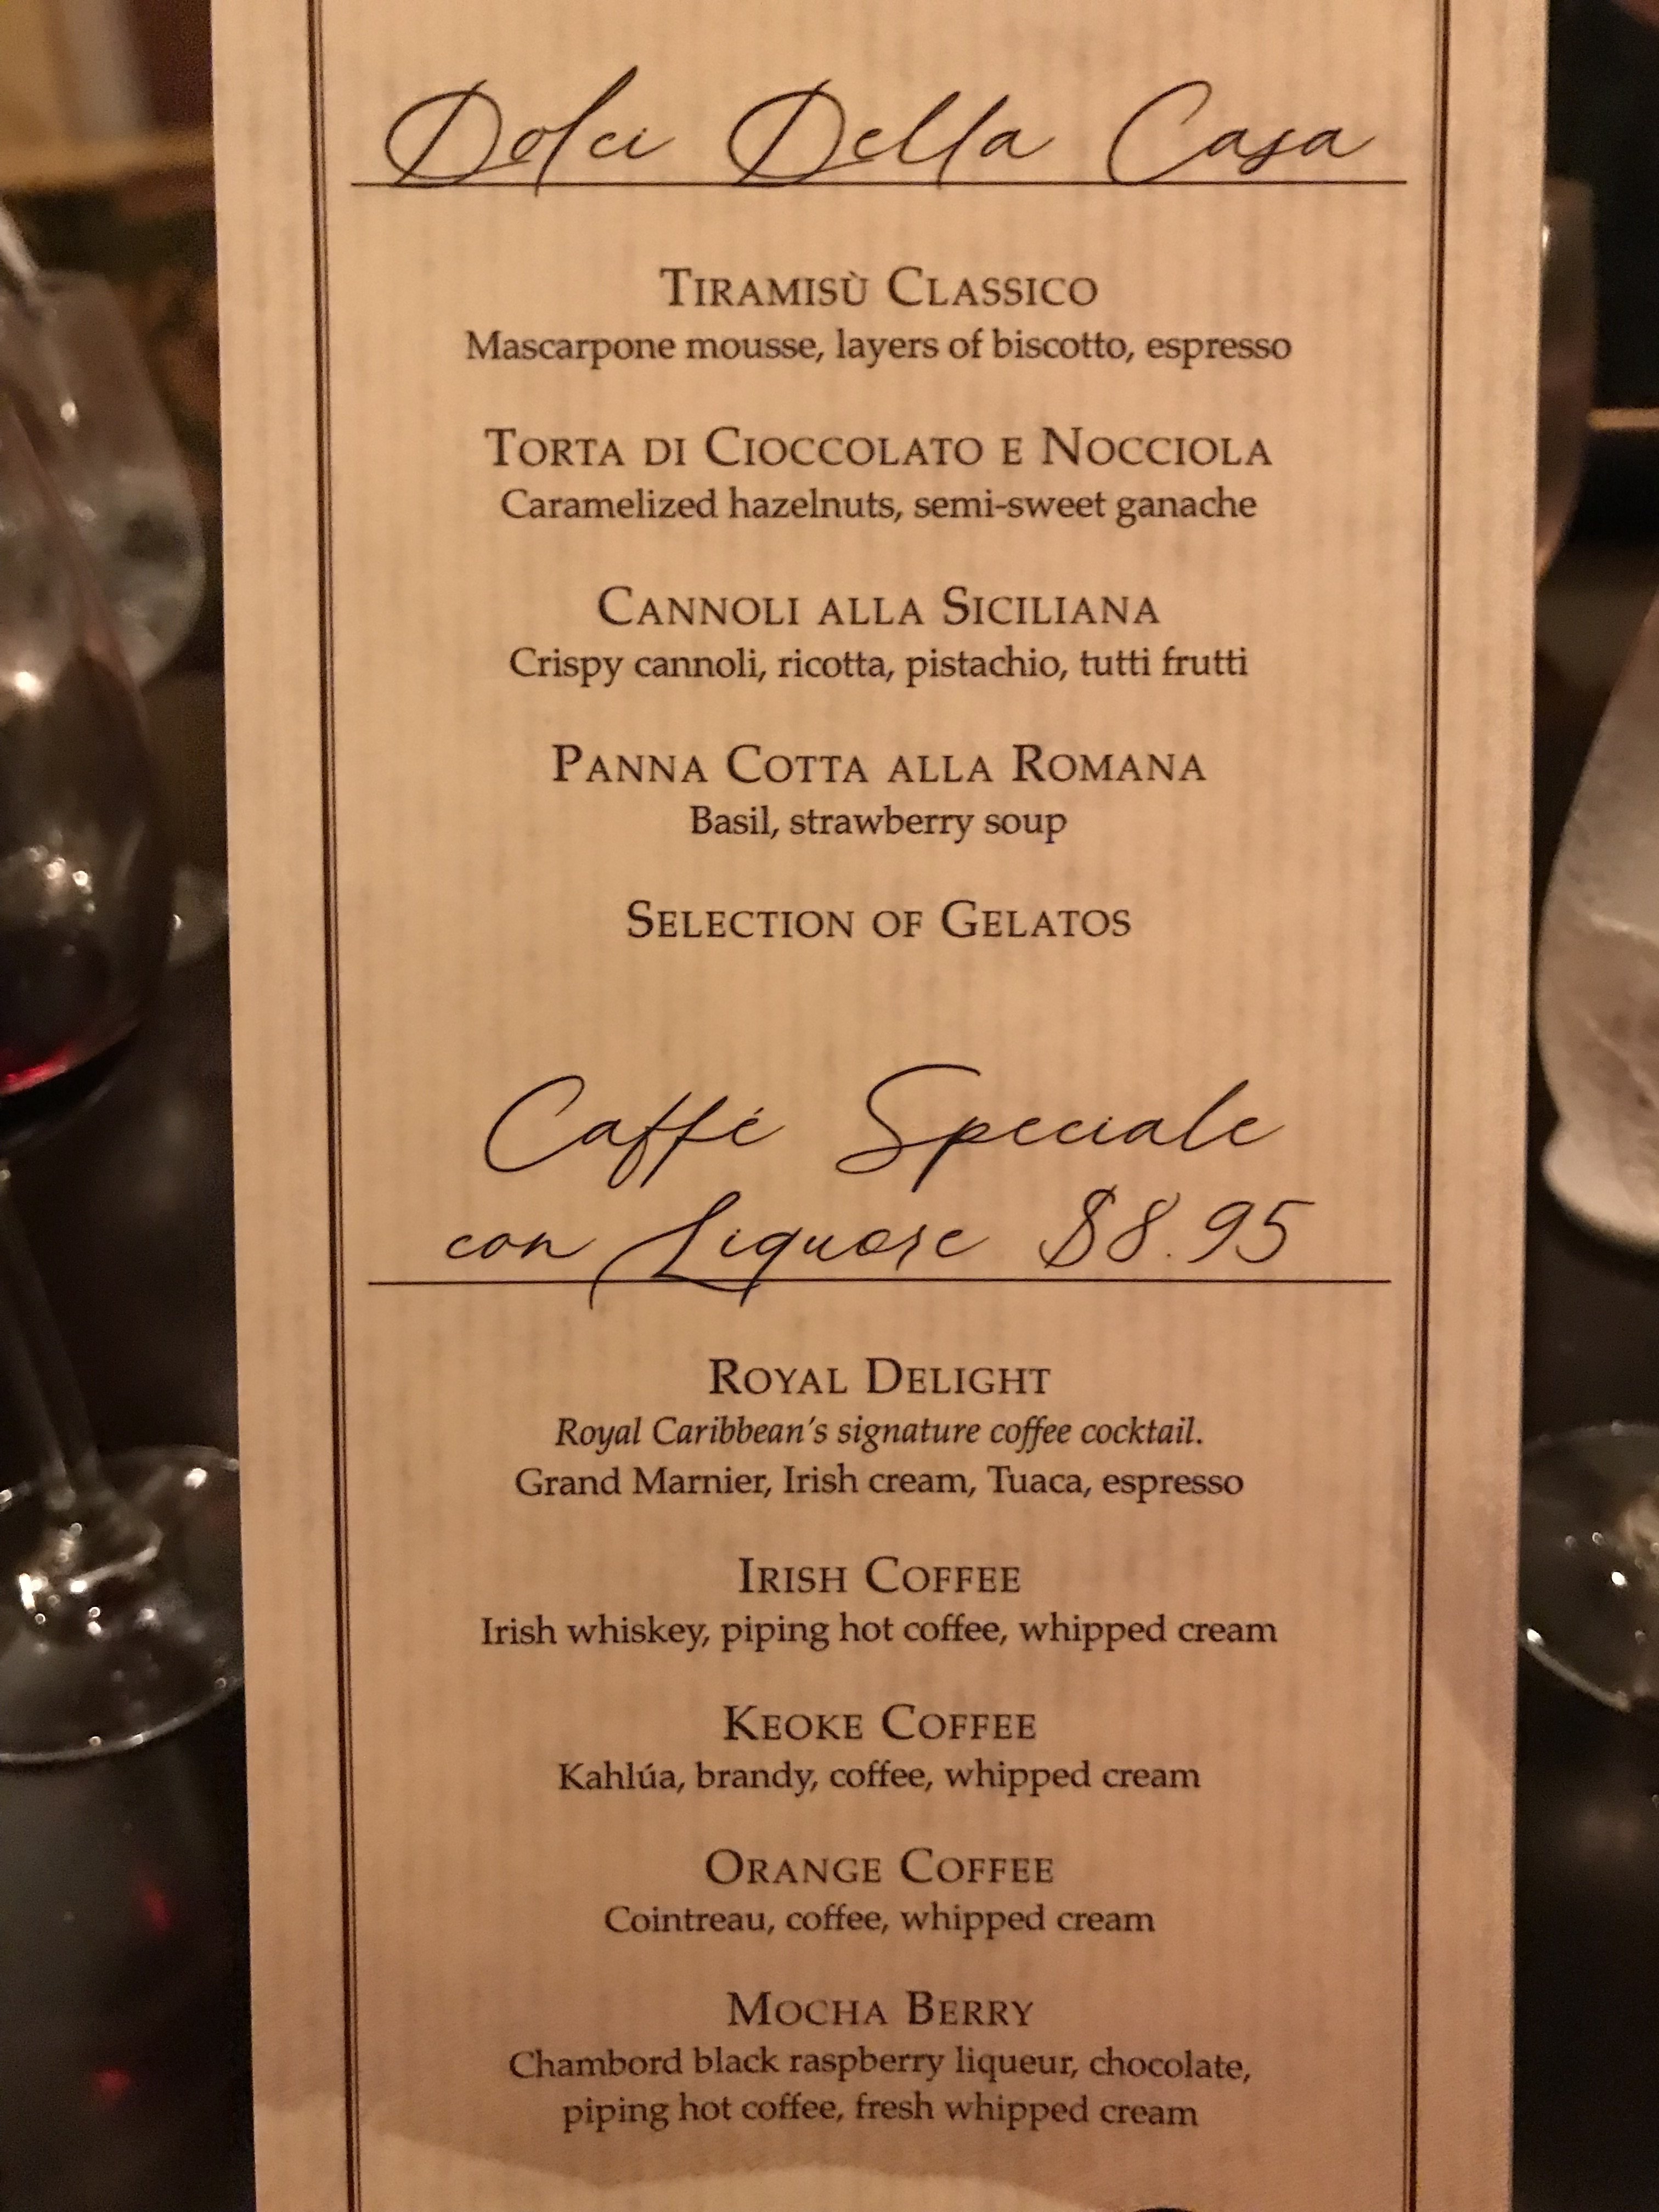 Dolci Della Casa
TIRAMISÙ CLASSICO
Mascarpone mousse, layers of biscotto, espresso
TORTA DI CIOCCOLATO E NOCCIOLA
Caramelized hazelnuts, semi-sweet ganache
CANNOLI ALLA SICILIANA
Crispy cannoli, ricotta, pistachio, tutti frutti
PANNA COTTA ALLA ROMANA
Basil, strawberry soup
SELECTION OF GELATOS
Caffé Speciale
con Liquore $8.95
ROYAL DELIGHT
Royal Caribbean's signature coffee cocktail.
Grand Marnier, Irish cream, Tuaca, espresso
IRISH COFFEE
Irish whiskey, piping hot coffee, whipped cream
KEOKE COFFEE
Kahlúa, brandy, coffee, whipped cream
ORANGE COFFEE
Cointreau, coffee, whipped cream
MOCHA BERRY
Chambord black raspberry liqueur, chocolate,
piping hot coffee, fresh whipped cream